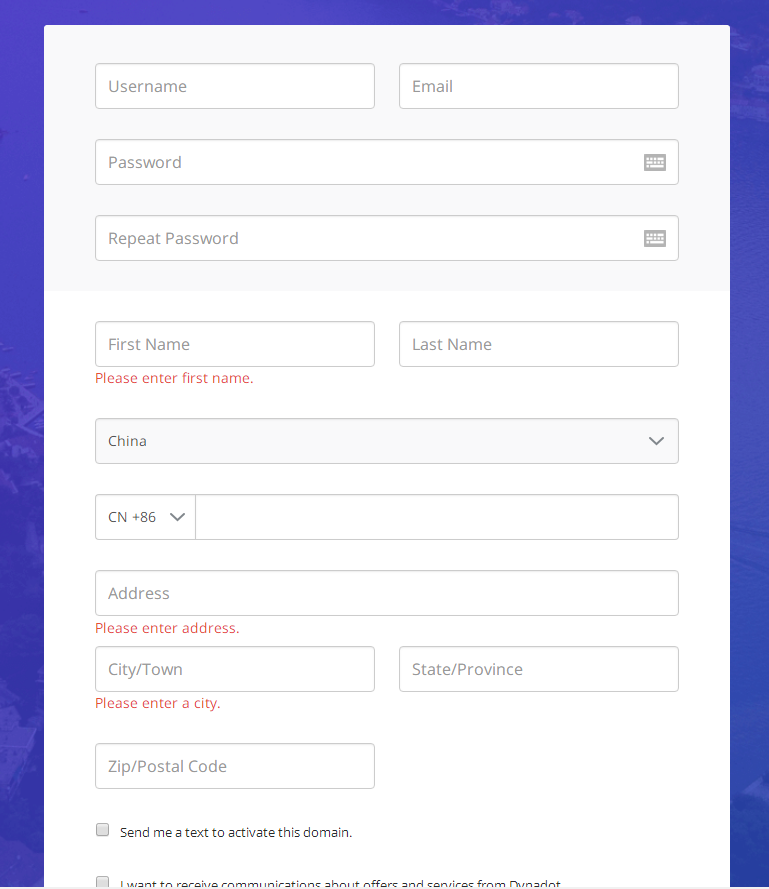 Username Email
Password
Repeat Password
First Name Last Name
Please enter first name.
China
CN +86
Address
Please enter address.
City/Town State/Province
Please enter a city.
Zip/Postal Code
Send me a text to activate this domain.
I want to receive communications about offers and services from Dynadot.